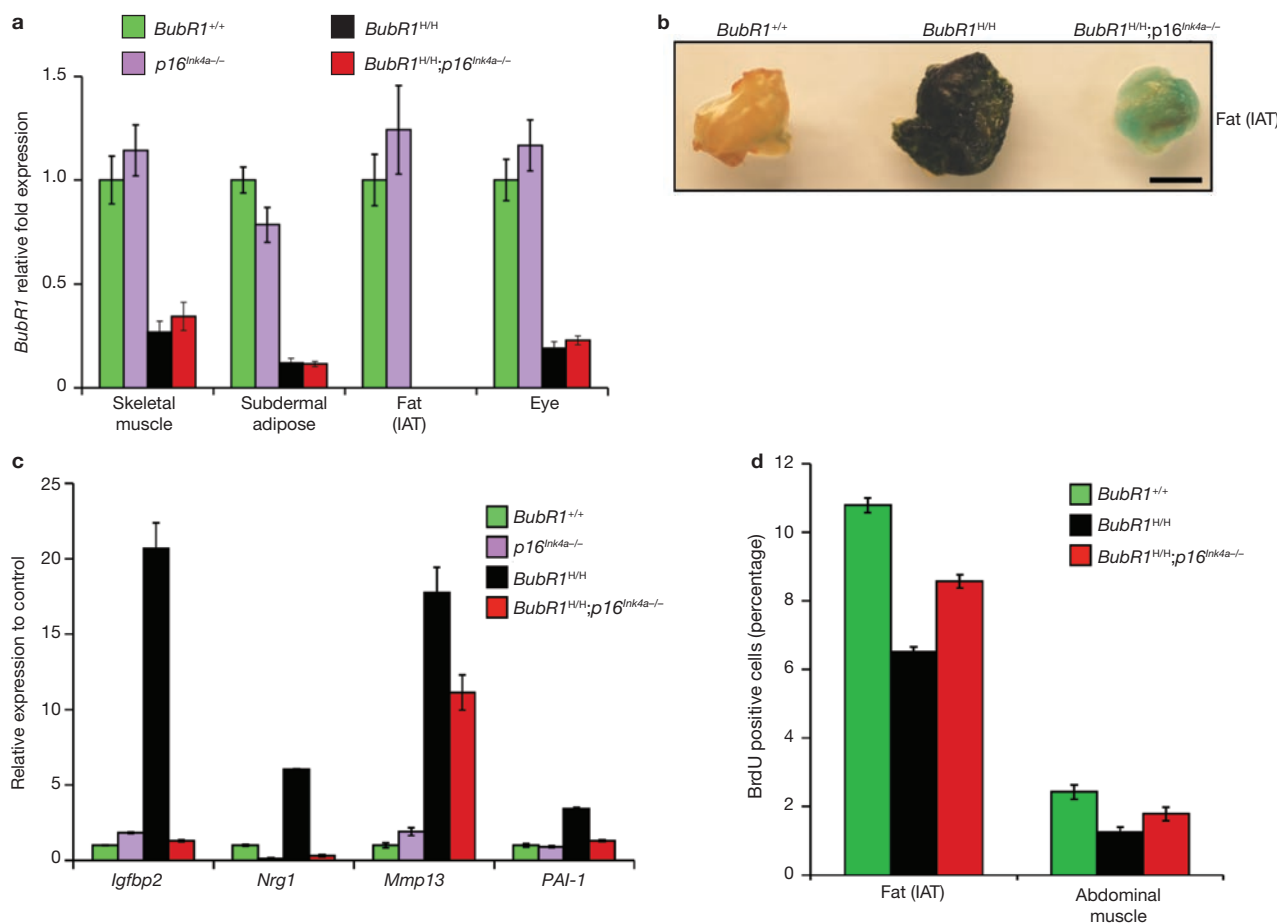 a
BubR1+/+
BubR1H/H
p16Ink4a–/–
BubR1H/H;p16Ink4a–/–
BubR1 relative fold expression
1.5
1.0
0.5
0
Skeletal
muscle
Subdermal
adipose
Fat
(IAT)
Eye
b
BubR1+/+
BubR1H/H
BubR1H/H;p16Ink4a–/–
Fat (IAT)
c
Relative expression to control
25
20
15
10
5
0
BubR1+/+
p16Ink4a–/–
BubR1H/H
BubR1H/H;p16Ink4a–/–
Igfbp2
Nrg1
Mmp13
PAI-1
d
BrdU positive cells (percentage)
12
10
8
6
4
2
0
BubR1+/+
BubR1H/H
BubR1H/H;p16Ink4a–/–
Fat (IAT)
Abdominal
muscle